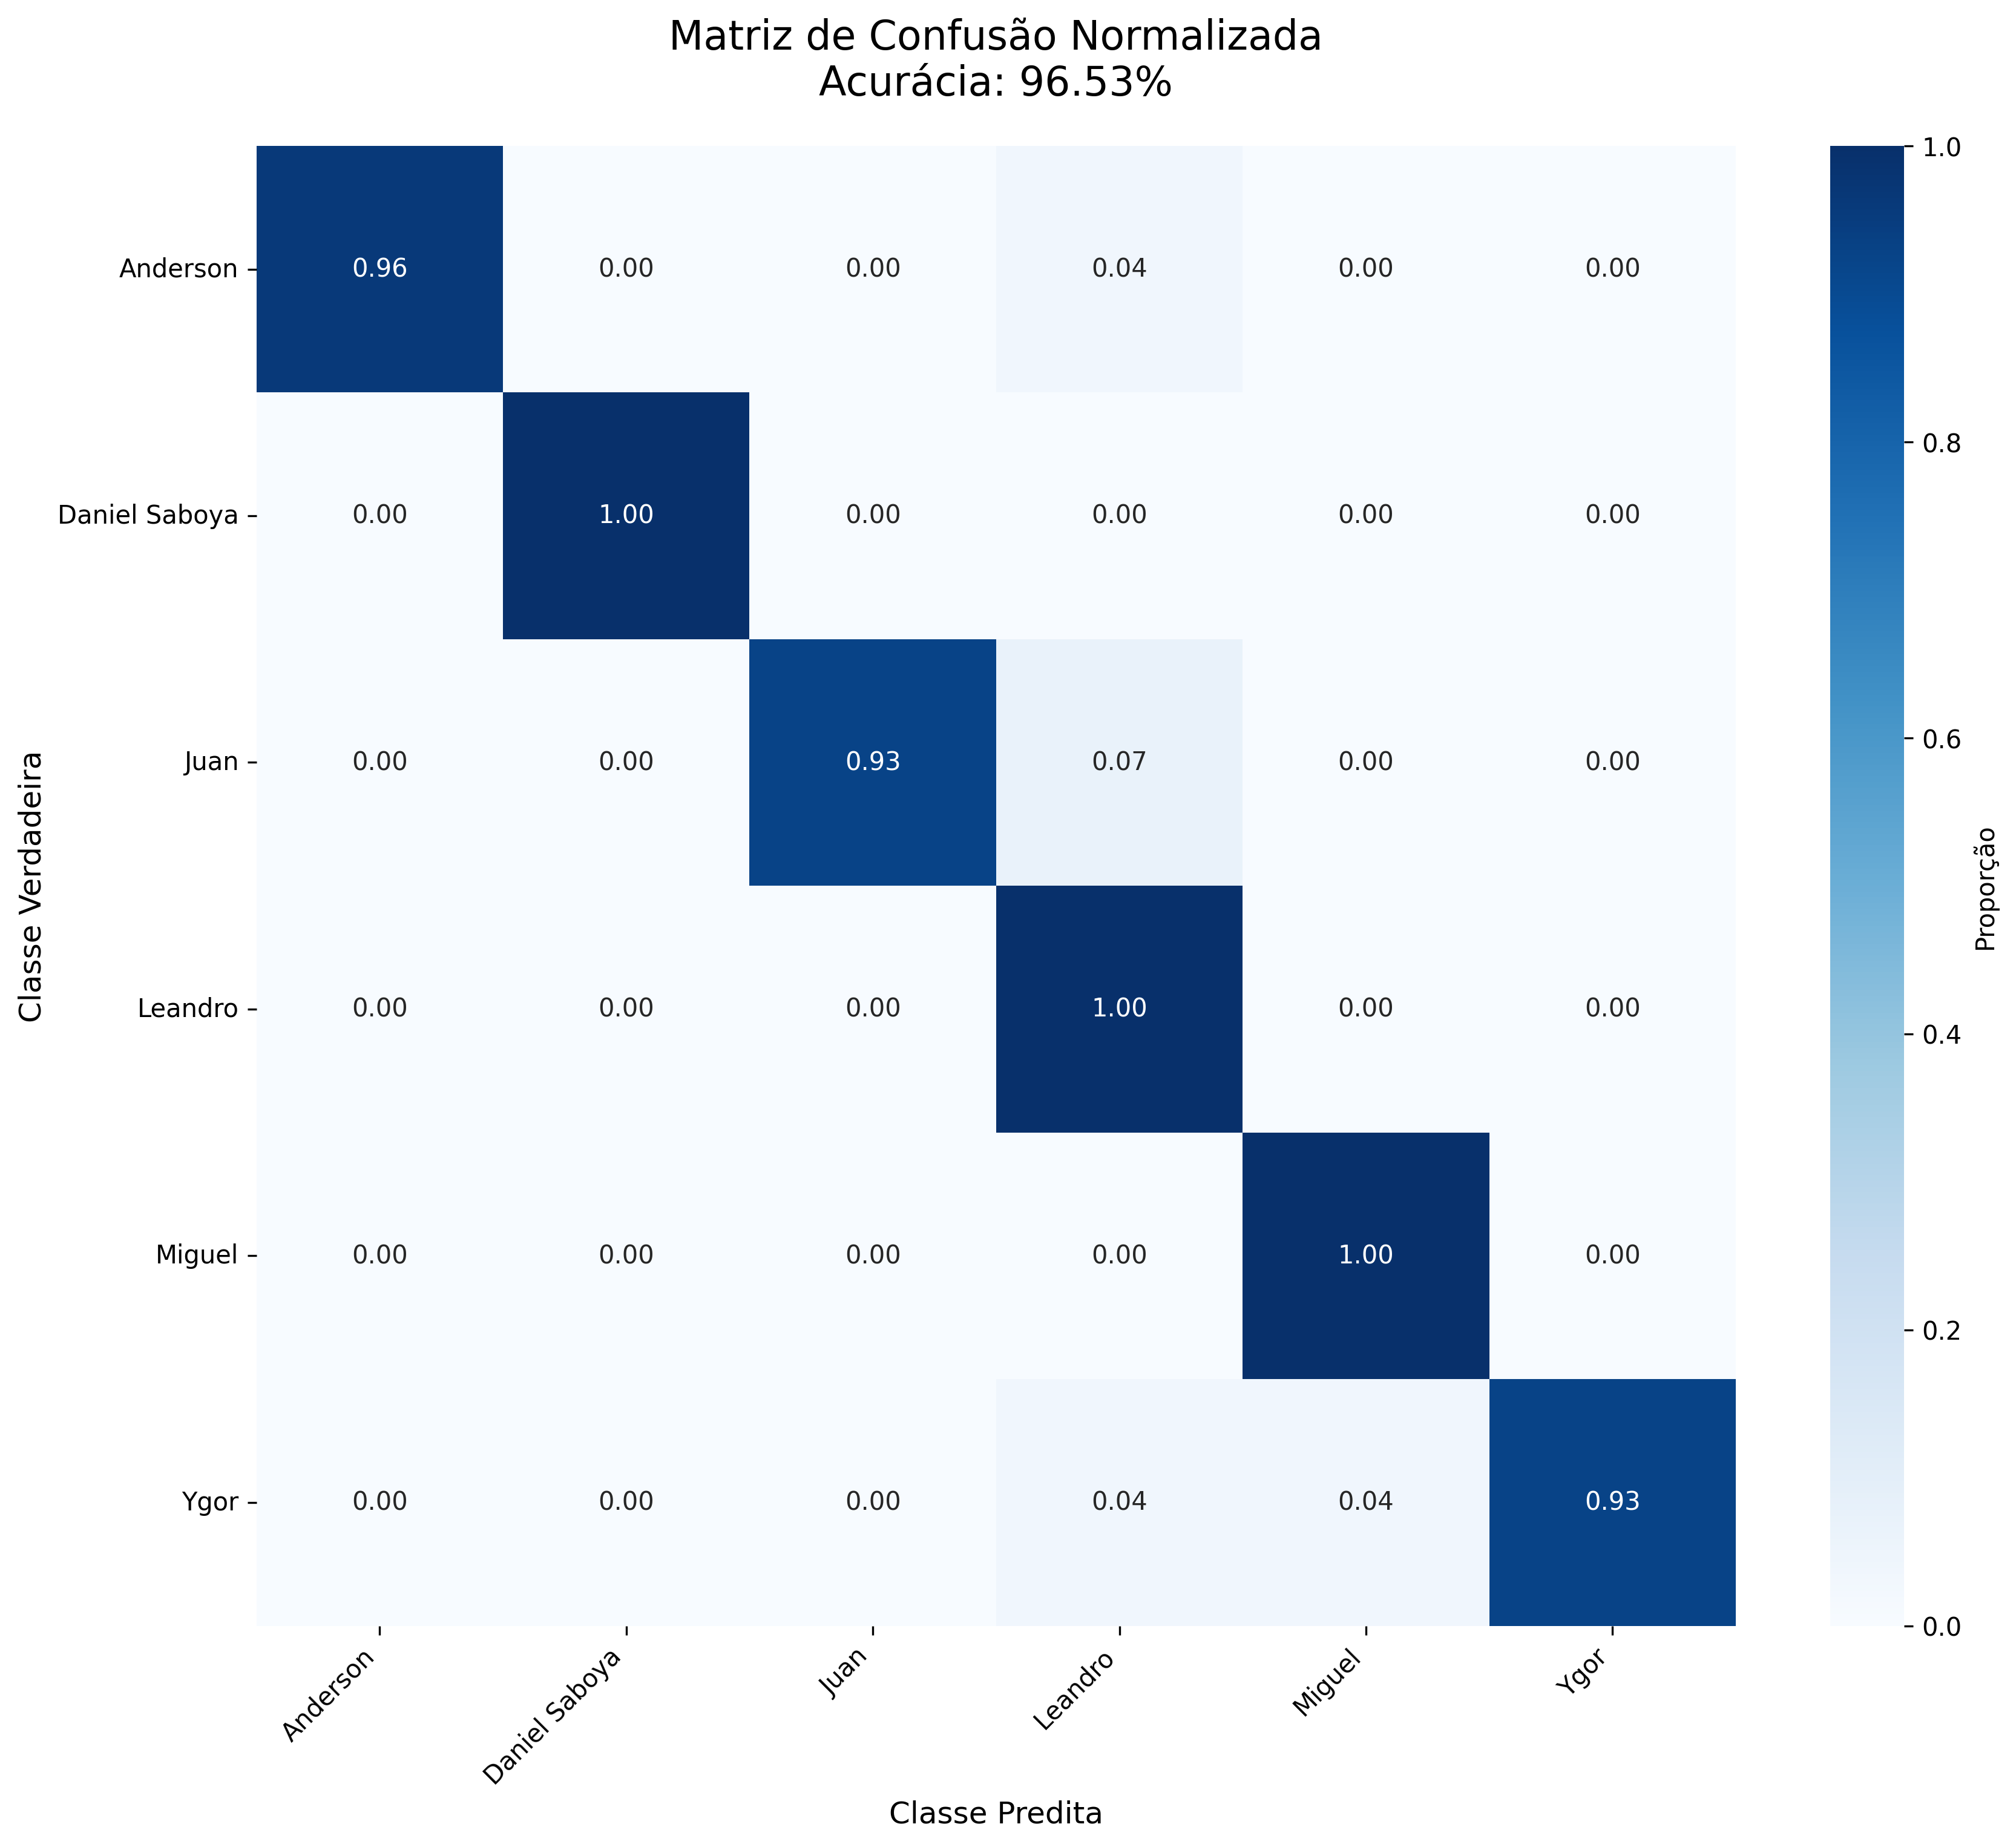 Matriz de Confusão Normalizada
Acurácia: 96.53%
Classe Verdadeira
Anderson 0.96 0.00 0.00 0.04 0.00 0.00
Daniel Saboya 0.00 1.00 0.00 0.00 0.00 0.00
Juan 0.00 0.00 0.93 0.07 0.00 0.00
Leandro 0.00 0.00 0.00 1.00 0.00 0.00
Miguel 0.00 0.00 0.00 0.00 1.00 0.00
Ygor 0.00 0.00 0.00 0.04 0.04 0.93
Anderson Daniel Saboya Juan Leandro Miguel Ygor
Classe Predita
1.0
0.8
0.6
0.4
0.2
0.0
Proporção